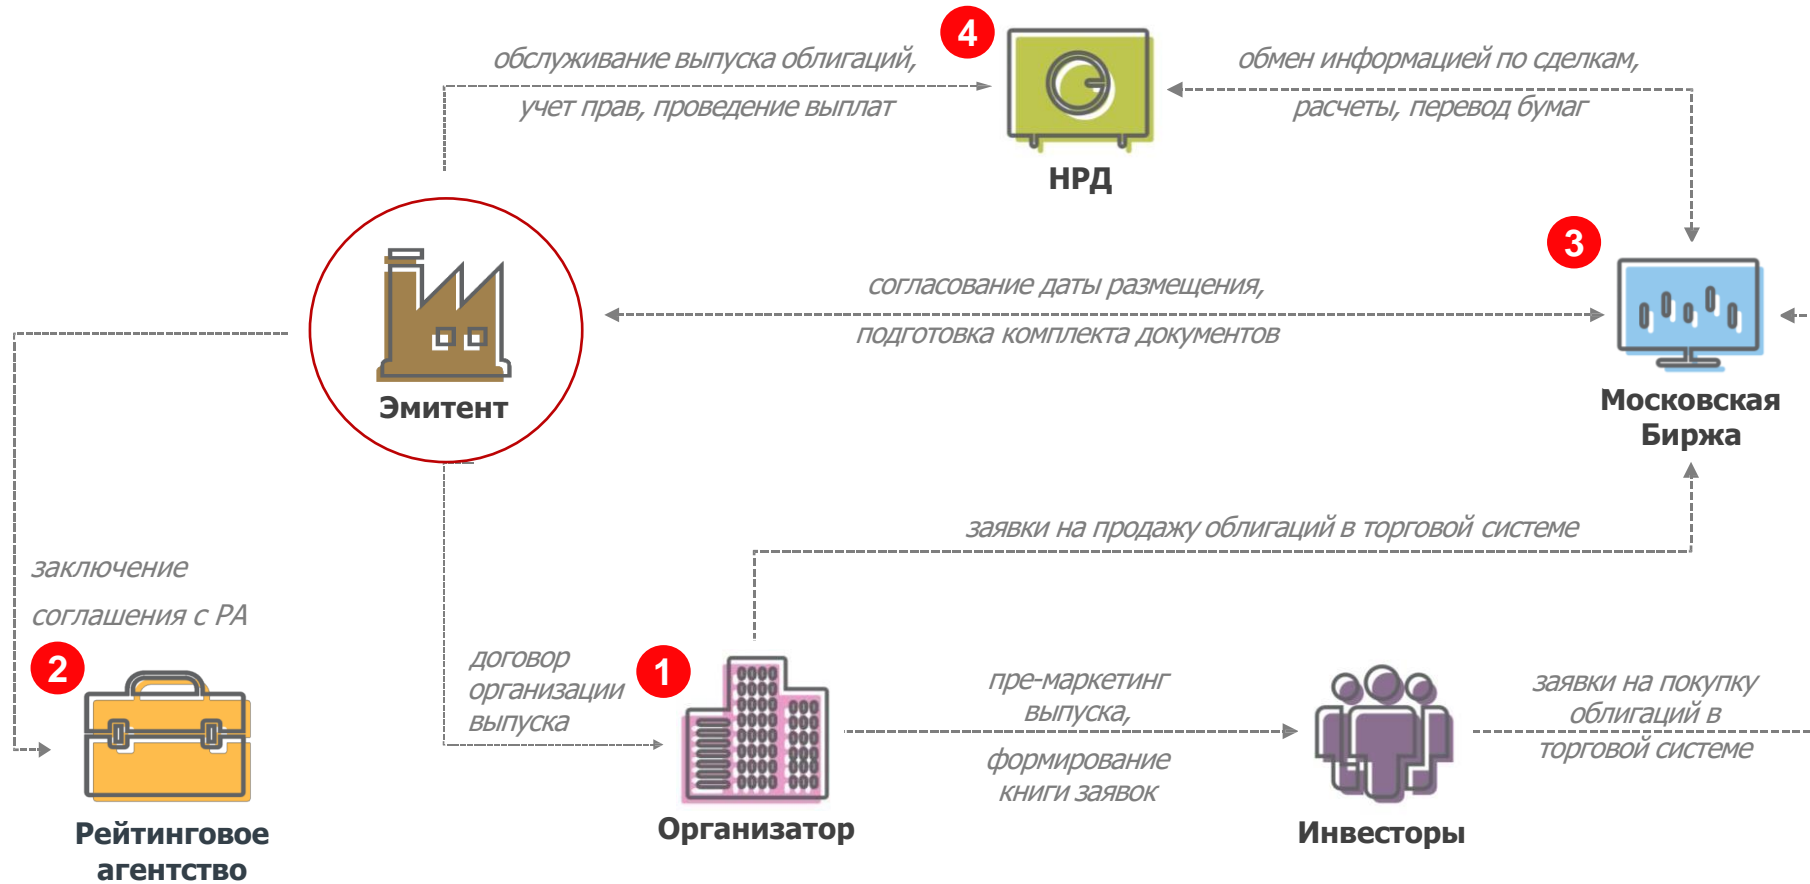 4
обслуживание выпуска облигаций,
учет прав, проведение выплат
обмен информацией по сделкам,
расчеты, перевод бумаг
НРД
3
согласование даты размещения,
подготовка комплекта документов
Эмитент
Московская
Биржа
заявки на продажу облигаций в торговой системе
заключение
соглашения с РА
2
договор
организации
выпуска
1
пре-маркетинг
выпуска,
формирование
книги заявок
заявки на покупку
облигаций в
торговой системе
Рейтинговое
агентство
Организатор
Инвесторы